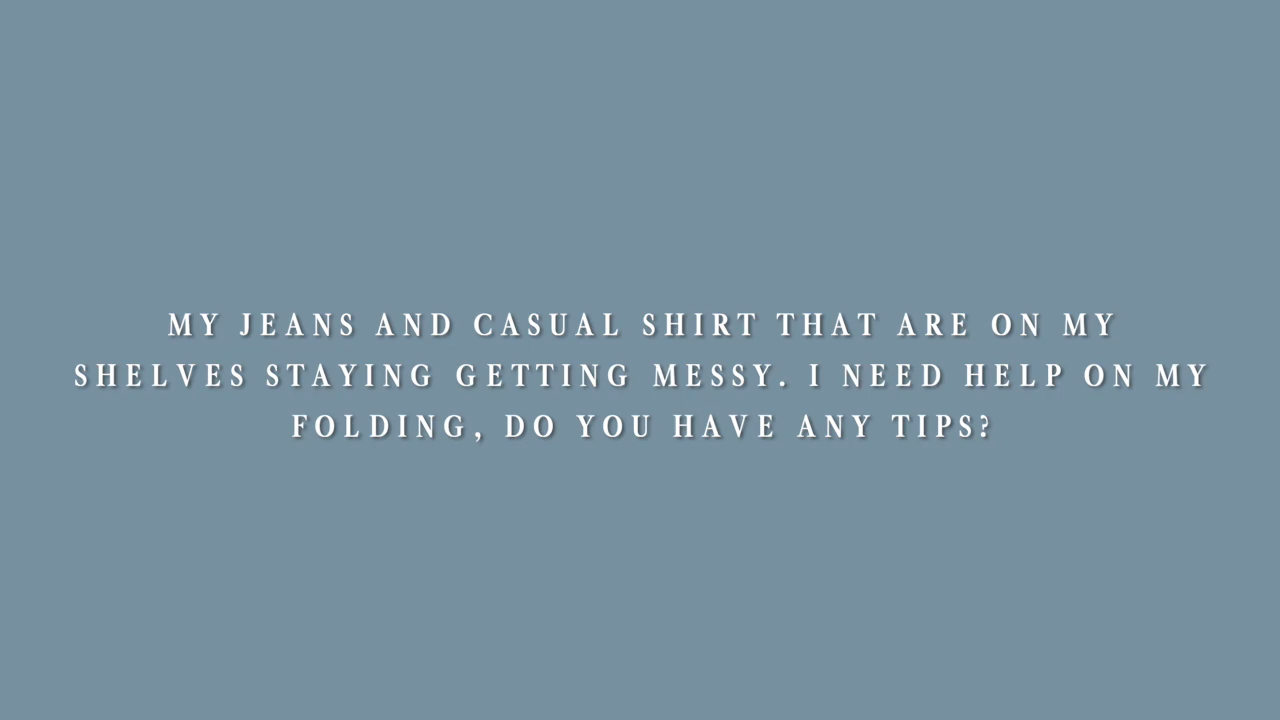 MY JEANS AND CASUAL SHIRT THAT ARE ON MY
SHELVES STAYING GETTING MESSY. I NEED HELP ON MY
FOLDING, DO YOU HAVE ANY TIPS?